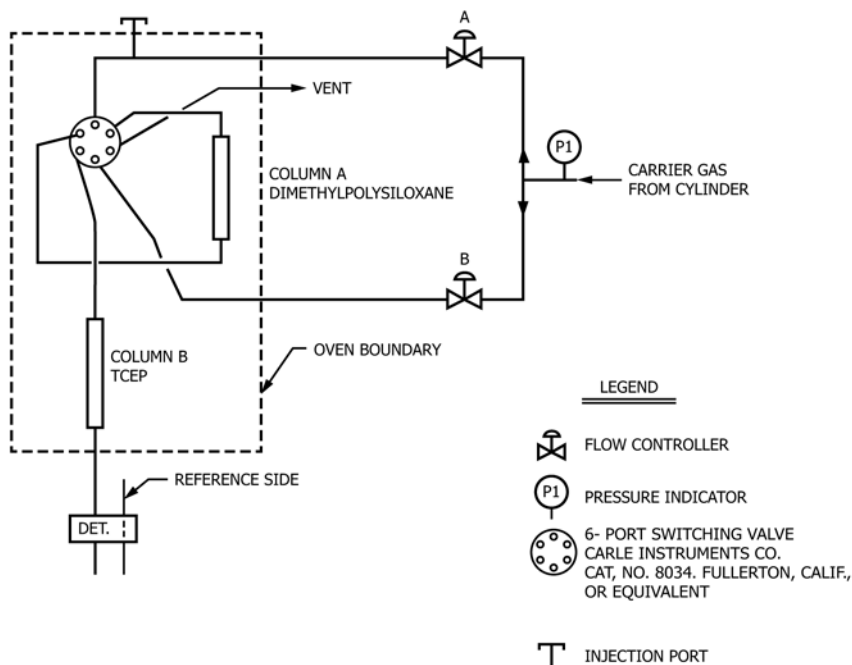 A
VENT
P1
COLUMN A
DIMETHYLPOLYSILOXANE
CARRIER GAS
FROM CYLINDER
B
COLUMN B
TCEP
OVEN BOUNDARY
LEGEND
FLOW CONTROLLER
REFERENCE SIDE
P1
PRESSURE INDICATOR
DET.
6- PORT SWITCHING VALVE
CARLE INSTRUMENTS CO.
CAT, NO. 8034. FULLERTON, CALIF.,
OR EQUIVALENT
INJECTION PORT